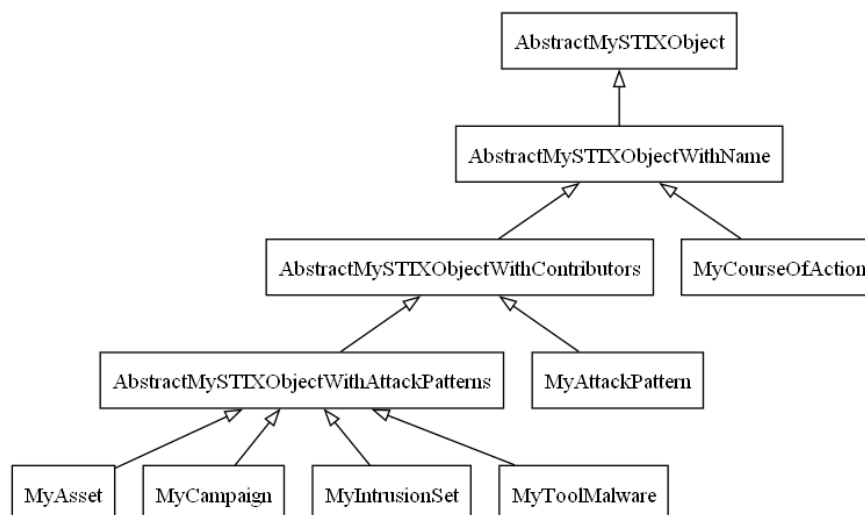 AbstractMySTIXObject
AbstractMySTIXObjectWithName
AbstractMySTIXObjectWithContributors
MyCourseOfAction
AbstractMySTIXObjectWithAttackPatterns
MyAttackPattern
MyAsset
MyCampaign
MyIntrusionSet
MyToolMalware